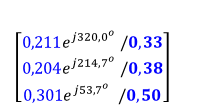 0,211e^{j320,0^o} /0,33
0,204e^{j214,7^o} /0,38
0,301e^{j53,7^o} /0,50